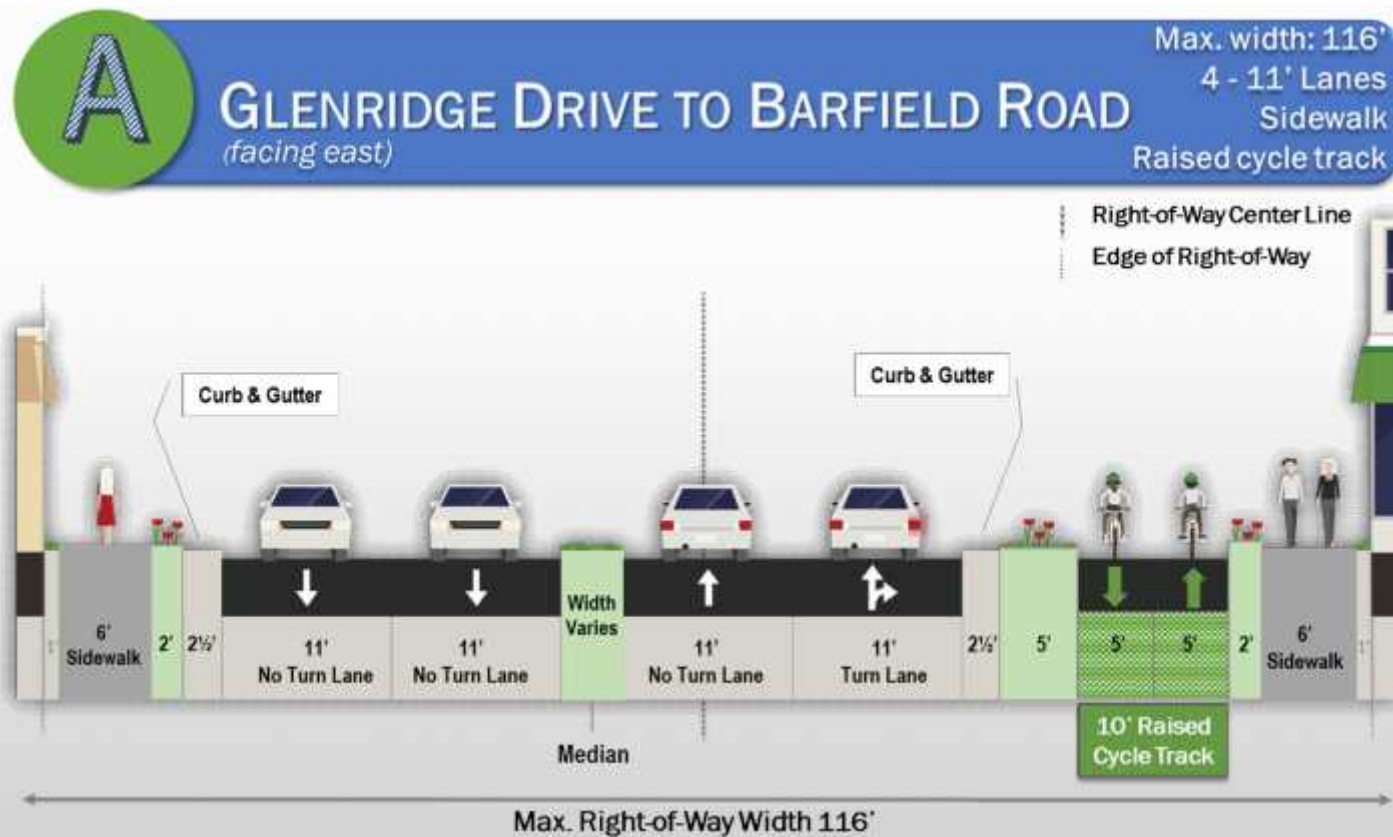 A
GLENRIDGE DRIVE TO BARFIELD ROAD
(facing east)
Max. width: 116'
4 - 11' Lanes
Sidewalk
Raised cycle track
Right-of-Way Center Line
Edge of Right-of-Way
Curb & Gutter
Curb & Gutter
1'
6'
Sidewalk
2'
2½'
11'
No Turn Lane
11'
No Turn Lane
Width
Varies
11'
No Turn Lane
11'
Turn Lane
2½'
5'
5'
5'
2'
6'
Sidewalk
1'
Median
10' Raised
Cycle Track
Max. Right-of-Way Width 116'